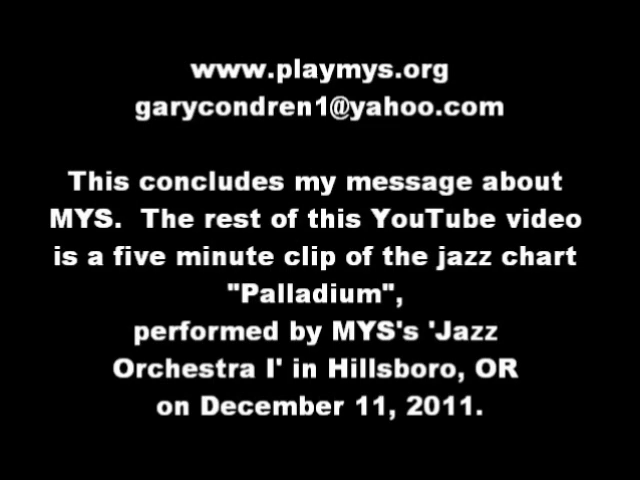 www.playmys.org
garycondren1@yahoo.com
This concludes my message about
MYS.  The rest of this YouTube video
is a five minute clip of the jazz chart
"Palladium",
performed by MYS's 'Jazz
Orchestra I' in Hillsboro, OR
on December 11, 2011.